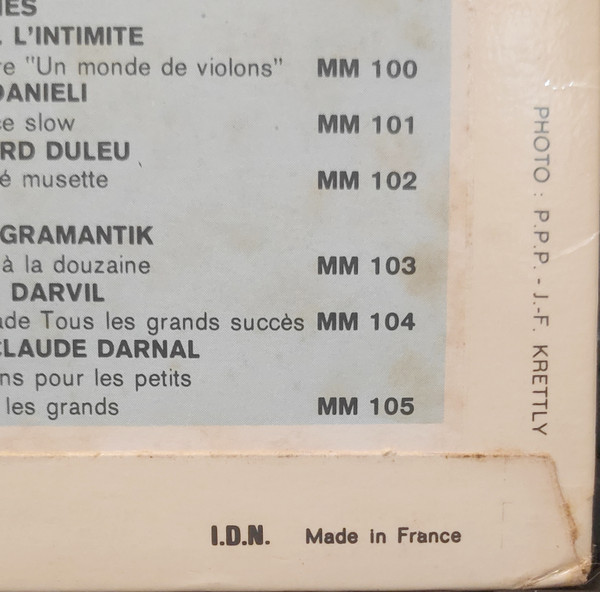 IES
. L'INTIMITE
re "Un monde de violons" MM 100
DANIELI
ce slow MM 101
RD DULEU
é musette MM 102
GRAMANTIK
à la douzaine MM 103
DARVIL
ade Tous les grands succès MM 104
CLAUDE DARNAL
ns pour les petits
les grands MM 105
PHOTO : P.P.P. - J.-F. KRETTLY
I.D.N. Made in France